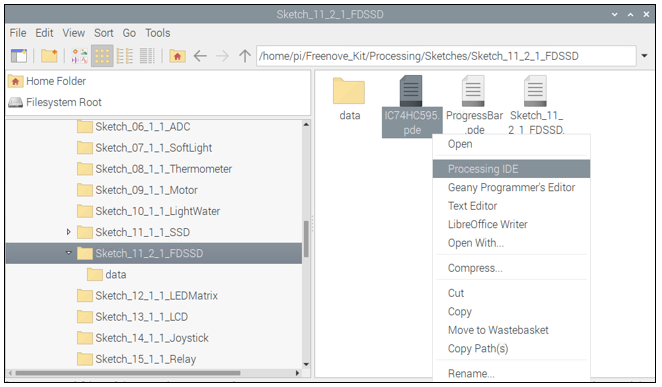 Sketch_11_2_1_FDSSD
File Edit View Sort Go Tools
/home/pi/Freenove_Kit/Processing/Sketches/Sketch_11_2_1_FDSSD
Home Folder
Filesystem Root
Sketch_06_1_1_ADC
Sketch_07_1_1_SoftLight
Sketch_08_1_1_Thermometer
Sketch_09_1_1_Motor
Sketch_10_1_1_LightWater
Sketch_11_1_1_SSD
Sketch_11_2_1_FDSSD
data
Sketch_12_1_1_LEDMatrix
Sketch_13_1_1_LCD
Sketch_14_1_1_Joystick
Sketch_15_1_1_Relay
data
IC74HC595.
pde
ProgressBar.
pde
Sketch_11_
2_1_FDSSD.
Open
Processing IDE
Geany Programmer's Editor
Text Editor
LibreOffice Writer
Open With...
Compress...
Cut
Copy
Move to Wastebasket
Copy Path(s)
Rename...